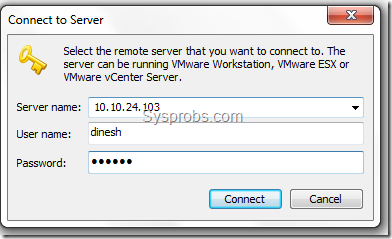 Connect to Server
Select the remote server that you want to connect to. The
server can be running VMware Workstation, VMware ESX or
VMware vCenter Server.
Server name: 10.10.24.103
Sysprobs.com
User name: dinesh
Password: ●●●●●●
Connect Cancel